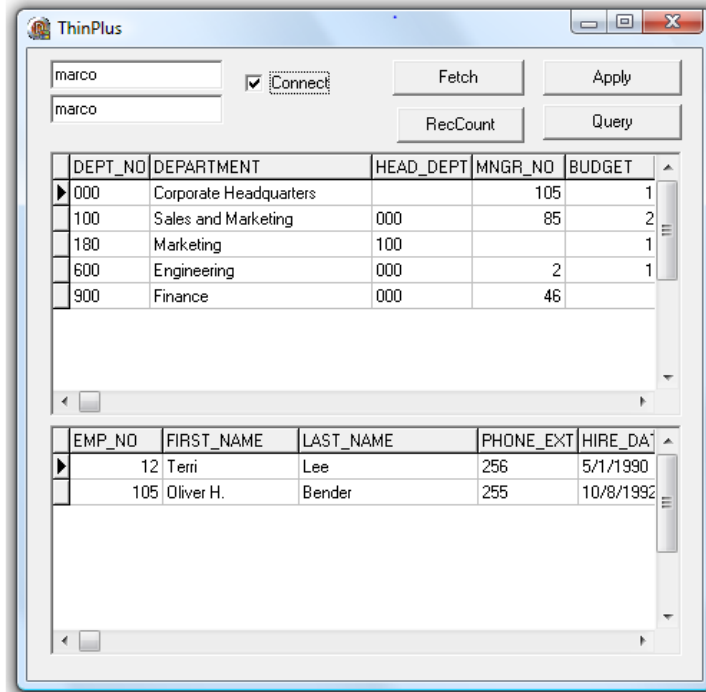 ThinPlus
marco Connect Fetch Apply
marco RecCount Query
DEPT_NO DEPARTMENT HEAD_DEPT MNGR_NO BUDGET
000 Corporate Headquarters 105 1
100 Sales and Marketing 000 85 2
180 Marketing 100 1
600 Engineering 000 2 1
900 Finance 000 46
EMP_NO FIRST_NAME LAST_NAME PHONE_EXT HIRE_DAT
12 Terri Lee 256 5/1/1990
105 Oliver H. Bender 255 10/8/1992